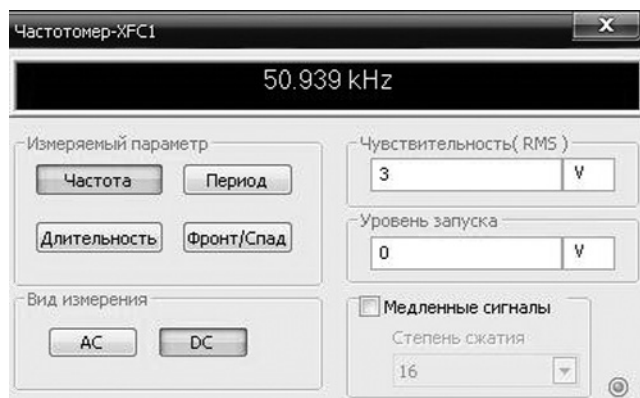 Частотомер-XFC1
X
50.939 kHz
Измеряемый параметр
Частота
Период
Длительность
Фронт/Спад
Вид измерения
AC
DC
Чувствительность( RMS )
3
V
Уровень запуска
0
V
Медленные сигналы
Степень сжатия
16